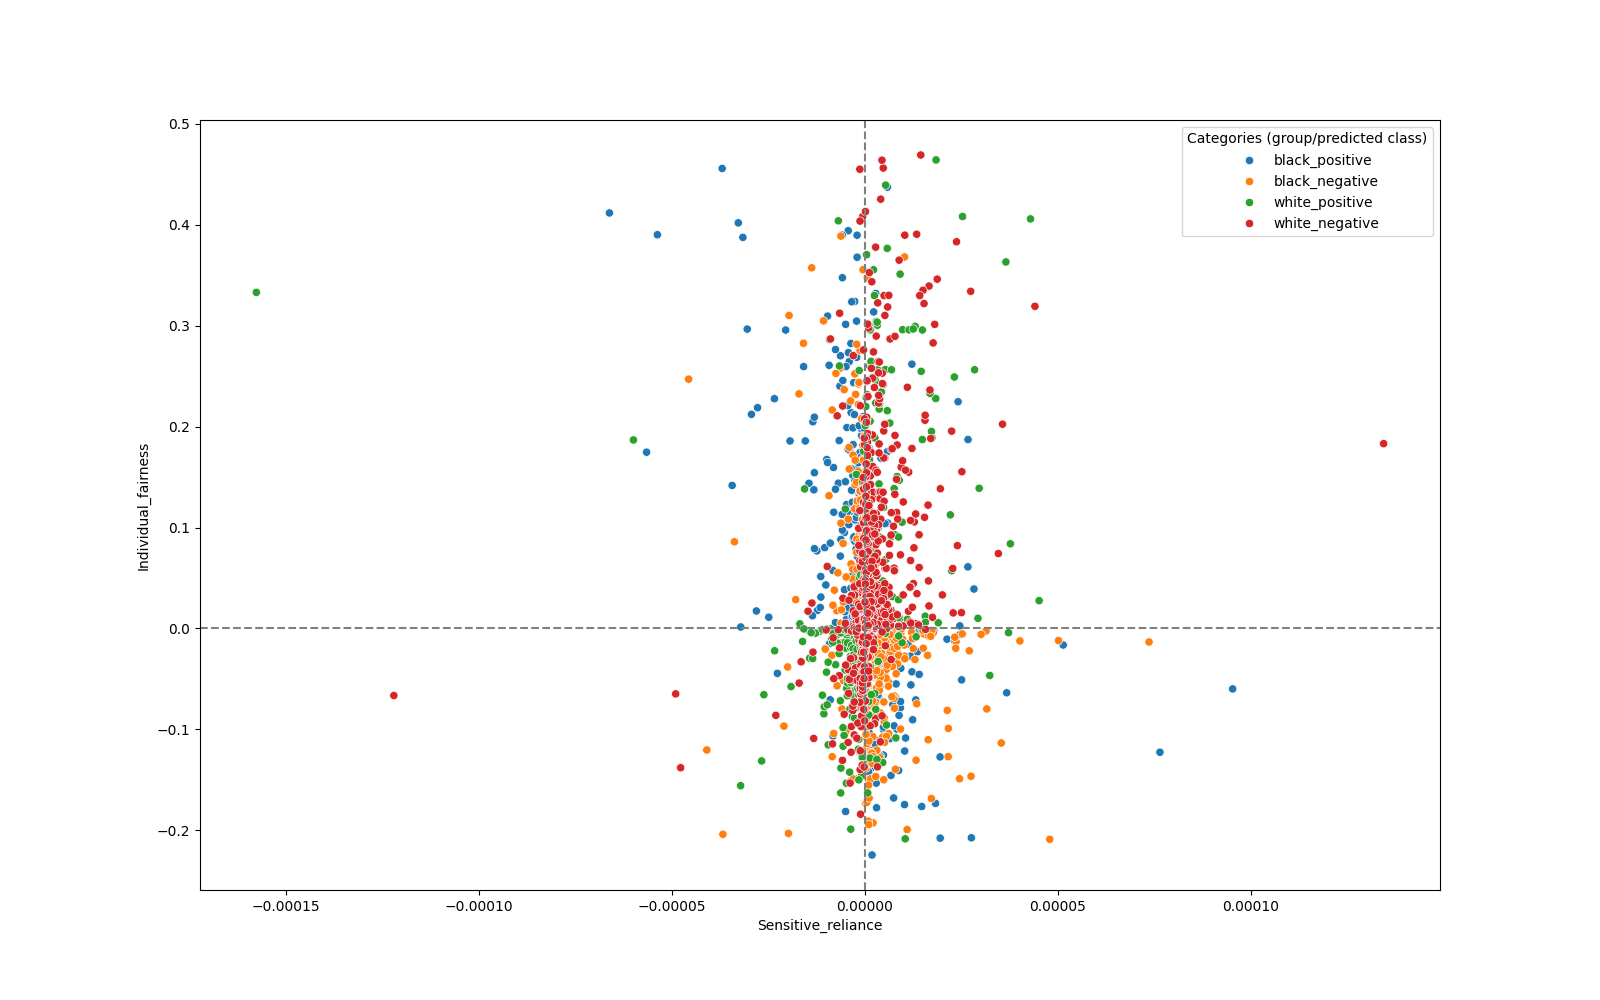 Categories (group/predicted class)
black_positive
black_negative
white_positive
white_negative
0.5
0.4
0.3
0.2
0.1
0.0
−0.1
−0.2
Individual_fairness
−0.00015
−0.00010
−0.00005
0.00000
0.00005
0.00010
Sensitive_reliance